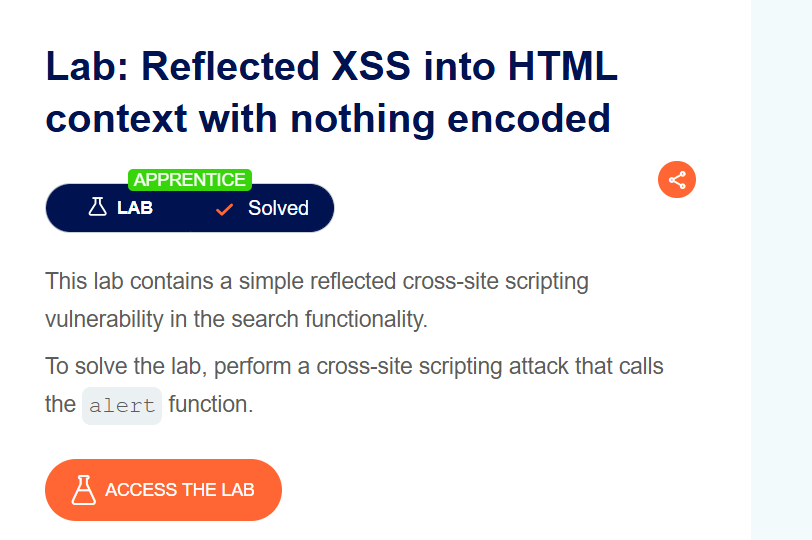 Lab: Reflected XSS into HTML
context with nothing encoded
APPRENTICE
LAB Solved
This lab contains a simple reflected cross-site scripting
vulnerability in the search functionality.
To solve the lab, perform a cross-site scripting attack that calls
the alert function.
ACCESS THE LAB